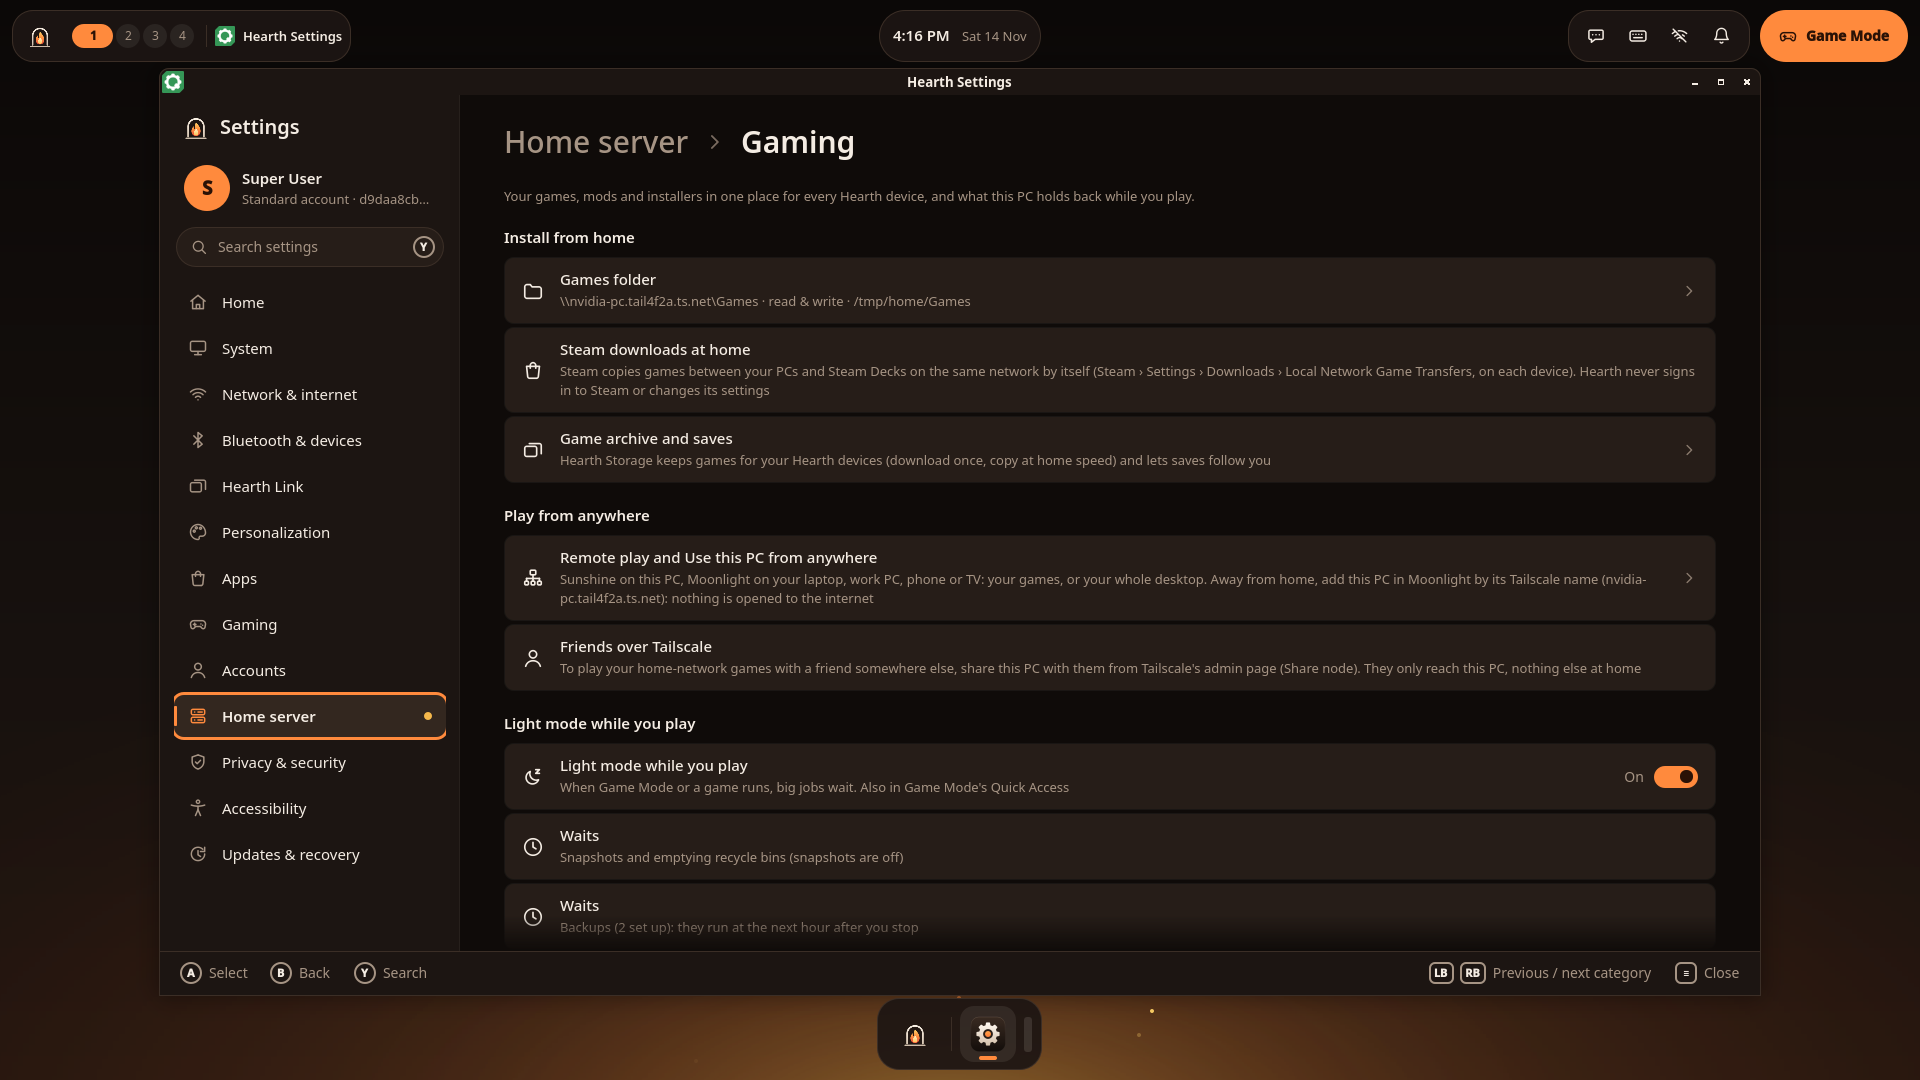 1 2 3 4 Hearth Settings
4:16 PM Sat 14 Nov
Game Mode
Hearth Settings
Settings
S
Super User
Standard account · d9daa8cb...
Search settings Y
Home
System
Network & internet
Bluetooth & devices
Hearth Link
Personalization
Apps
Gaming
Accounts
Home server
Privacy & security
Accessibility
Updates & recovery
Home server > Gaming
Your games, mods and installers in one place for every Hearth device, and what this PC holds back while you play.
Install from home
Games folder
\\nvidia-pc.tail4f2a.ts.net\Games · read & write · /tmp/home/Games
Steam downloads at home
Steam copies games between your PCs and Steam Decks on the same network by itself (Steam › Settings › Downloads › Local Network Game Transfers, on each device). Hearth never signs
in to Steam or changes its settings
Game archive and saves
Hearth Storage keeps games for your Hearth devices (download once, copy at home speed) and lets saves follow you
Play from anywhere
Remote play and Use this PC from anywhere
Sunshine on this PC, Moonlight on your laptop, work PC, phone or TV: your games, or your whole desktop. Away from home, add this PC in Moonlight by its Tailscale name (nvidia-
pc.tail4f2a.ts.net): nothing is opened to the internet
Friends over Tailscale
To play your home-network games with a friend somewhere else, share this PC with them from Tailscale's admin page (Share node). They only reach this PC, nothing else at home
Light mode while you play
Light mode while you play
When Game Mode or a game runs, big jobs wait. Also in Game Mode's Quick Access
On
Waits
Snapshots and emptying recycle bins (snapshots are off)
Waits
Backups (2 set up): they run at the next hour after you stop
A Select B Back Y Search
LB RB Previous / next category ≡ Close